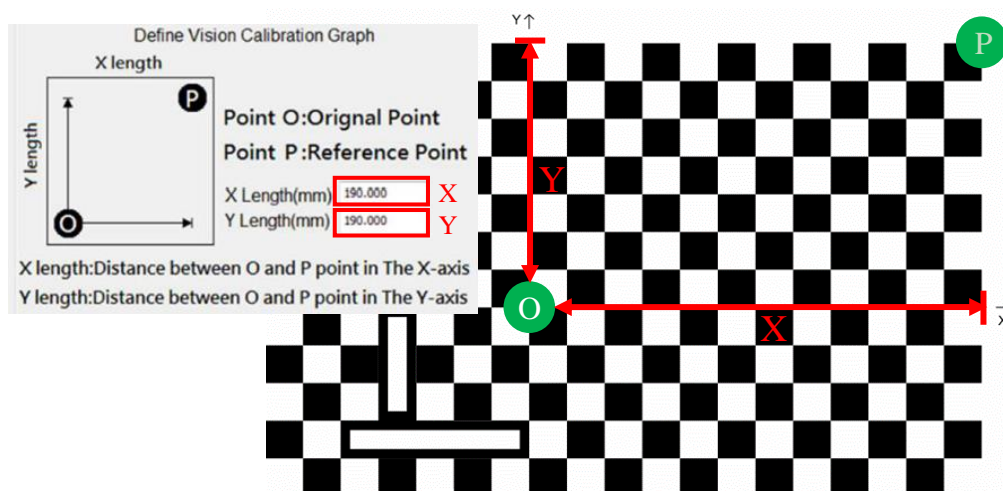 Define Vision Calibration Graph
X length
P
Y length
O
Point O:Orignal Point
Point P:Reference Point
X Length(mm) 190.000 X
Y Length(mm) 190.000 Y
X length:Distance between O and P point in The X-axis
Y length:Distance between O and P point in The Y-axis
Y↑
P
Y
O
X
X